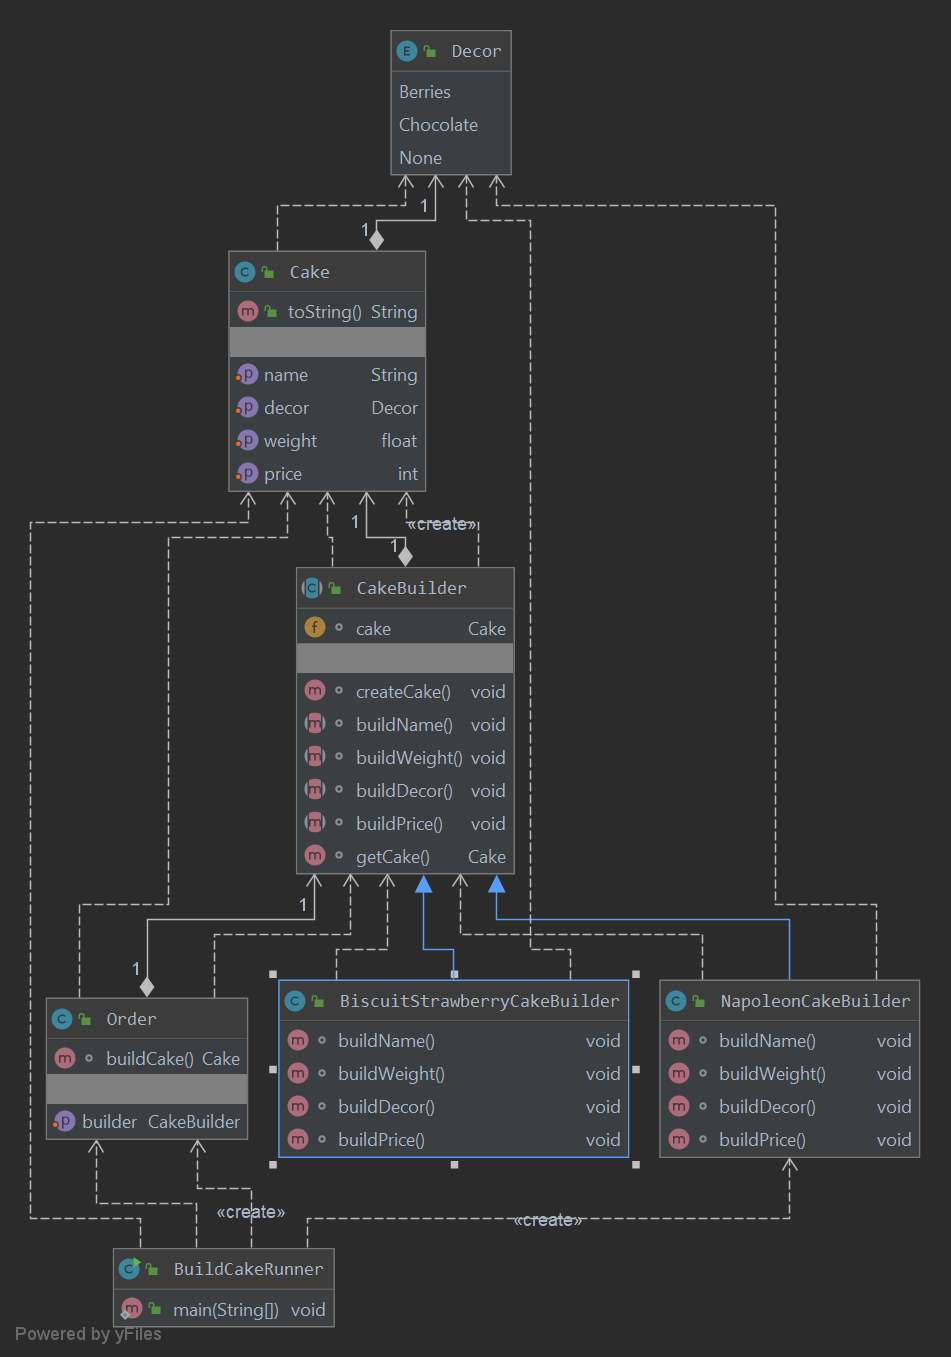 E Decor
Berries
Chocolate
None
1
1
C Cake
m toString() String
p name String
p decor Decor
p weight float
p price int
1
«create»
1
C CakeBuilder
f cake Cake
m createCake() void
m buildName() void
m buildWeight() void
m buildDecor() void
m buildPrice() void
m getCake() Cake
1
1
C Order
m buildCake() Cake
p builder CakeBuilder
C BiscuitStrawberryCakeBuilder
m buildName() void
m buildWeight() void
m buildDecor() void
m buildPrice() void
C NapoleonCakeBuilder
m buildName() void
m buildWeight() void
m buildDecor() void
m buildPrice() void
«create»
«create»
C BuildCakeRunner
m main(String[]) void
Powered by yFiles